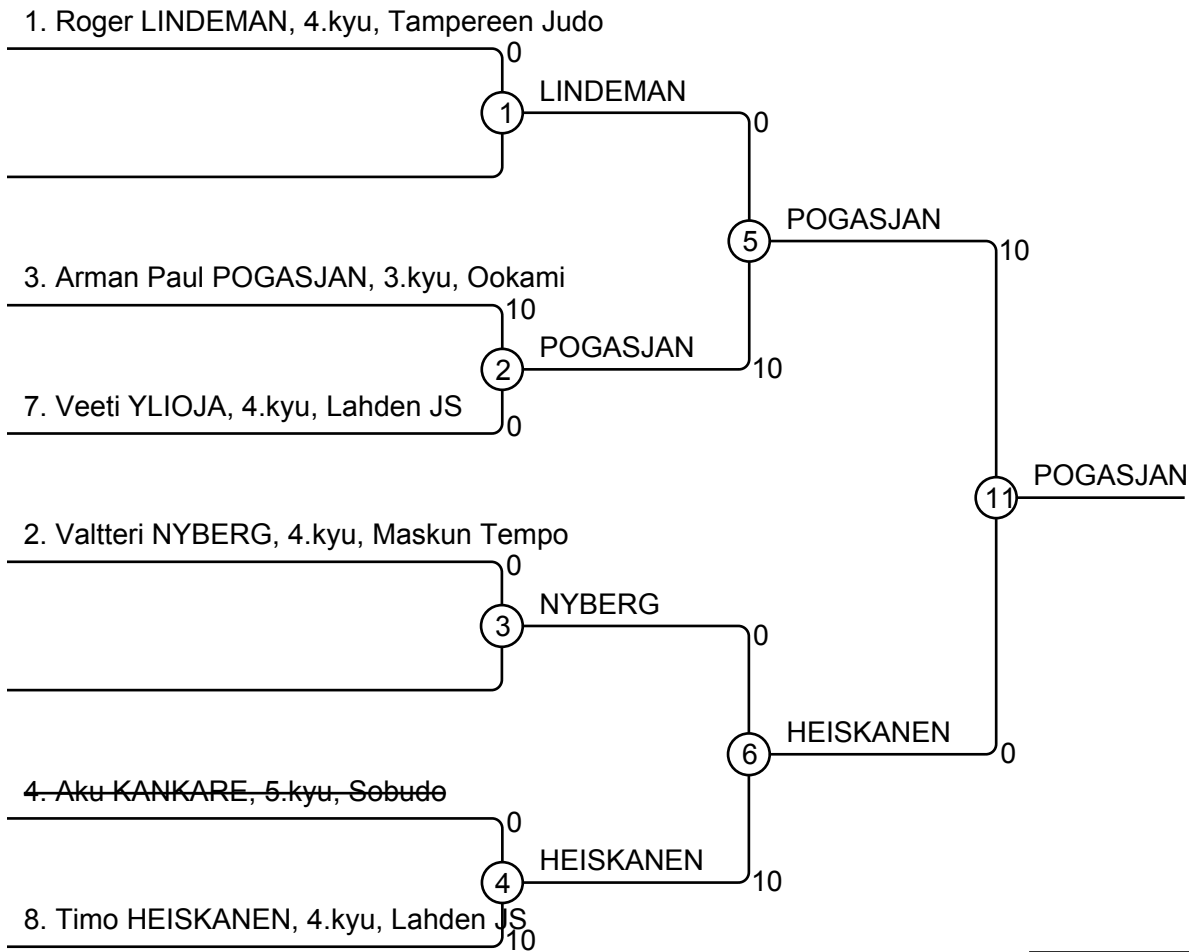 1. Roger LINDEMAN, 4.kyu, Tampereen Judo
0
LINDEMAN
1
0
POGASJAN
5
10
3. Arman Paul POGASJAN, 3.kyu, Ookami
10
POGASJAN
2
10
7. Veeti YLIOJA, 4.kyu, Lahden JS
0
POGASJAN
11
2. Valtteri NYBERG, 4.kyu, Maskun Tempo
0
NYBERG
3
0
HEISKANEN
6
0
4. Aku KANKARE, 5.kyu, Sobudo
0
HEISKANEN
4
10
8. Timo HEISKANEN, 4.kyu, Lahden JS
10